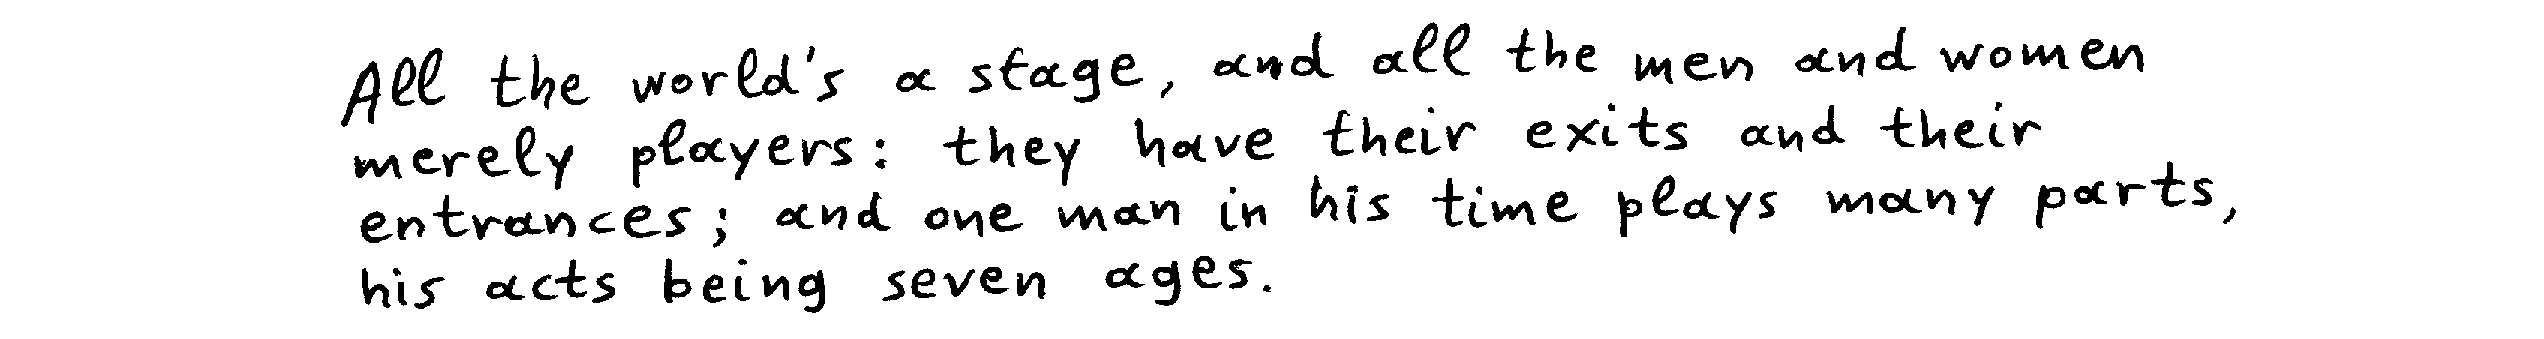 All the world's a stage, and all the men and women
merely players: they have their exits and their
entrances; and one man in his time plays many parts,
his acts being seven ages.